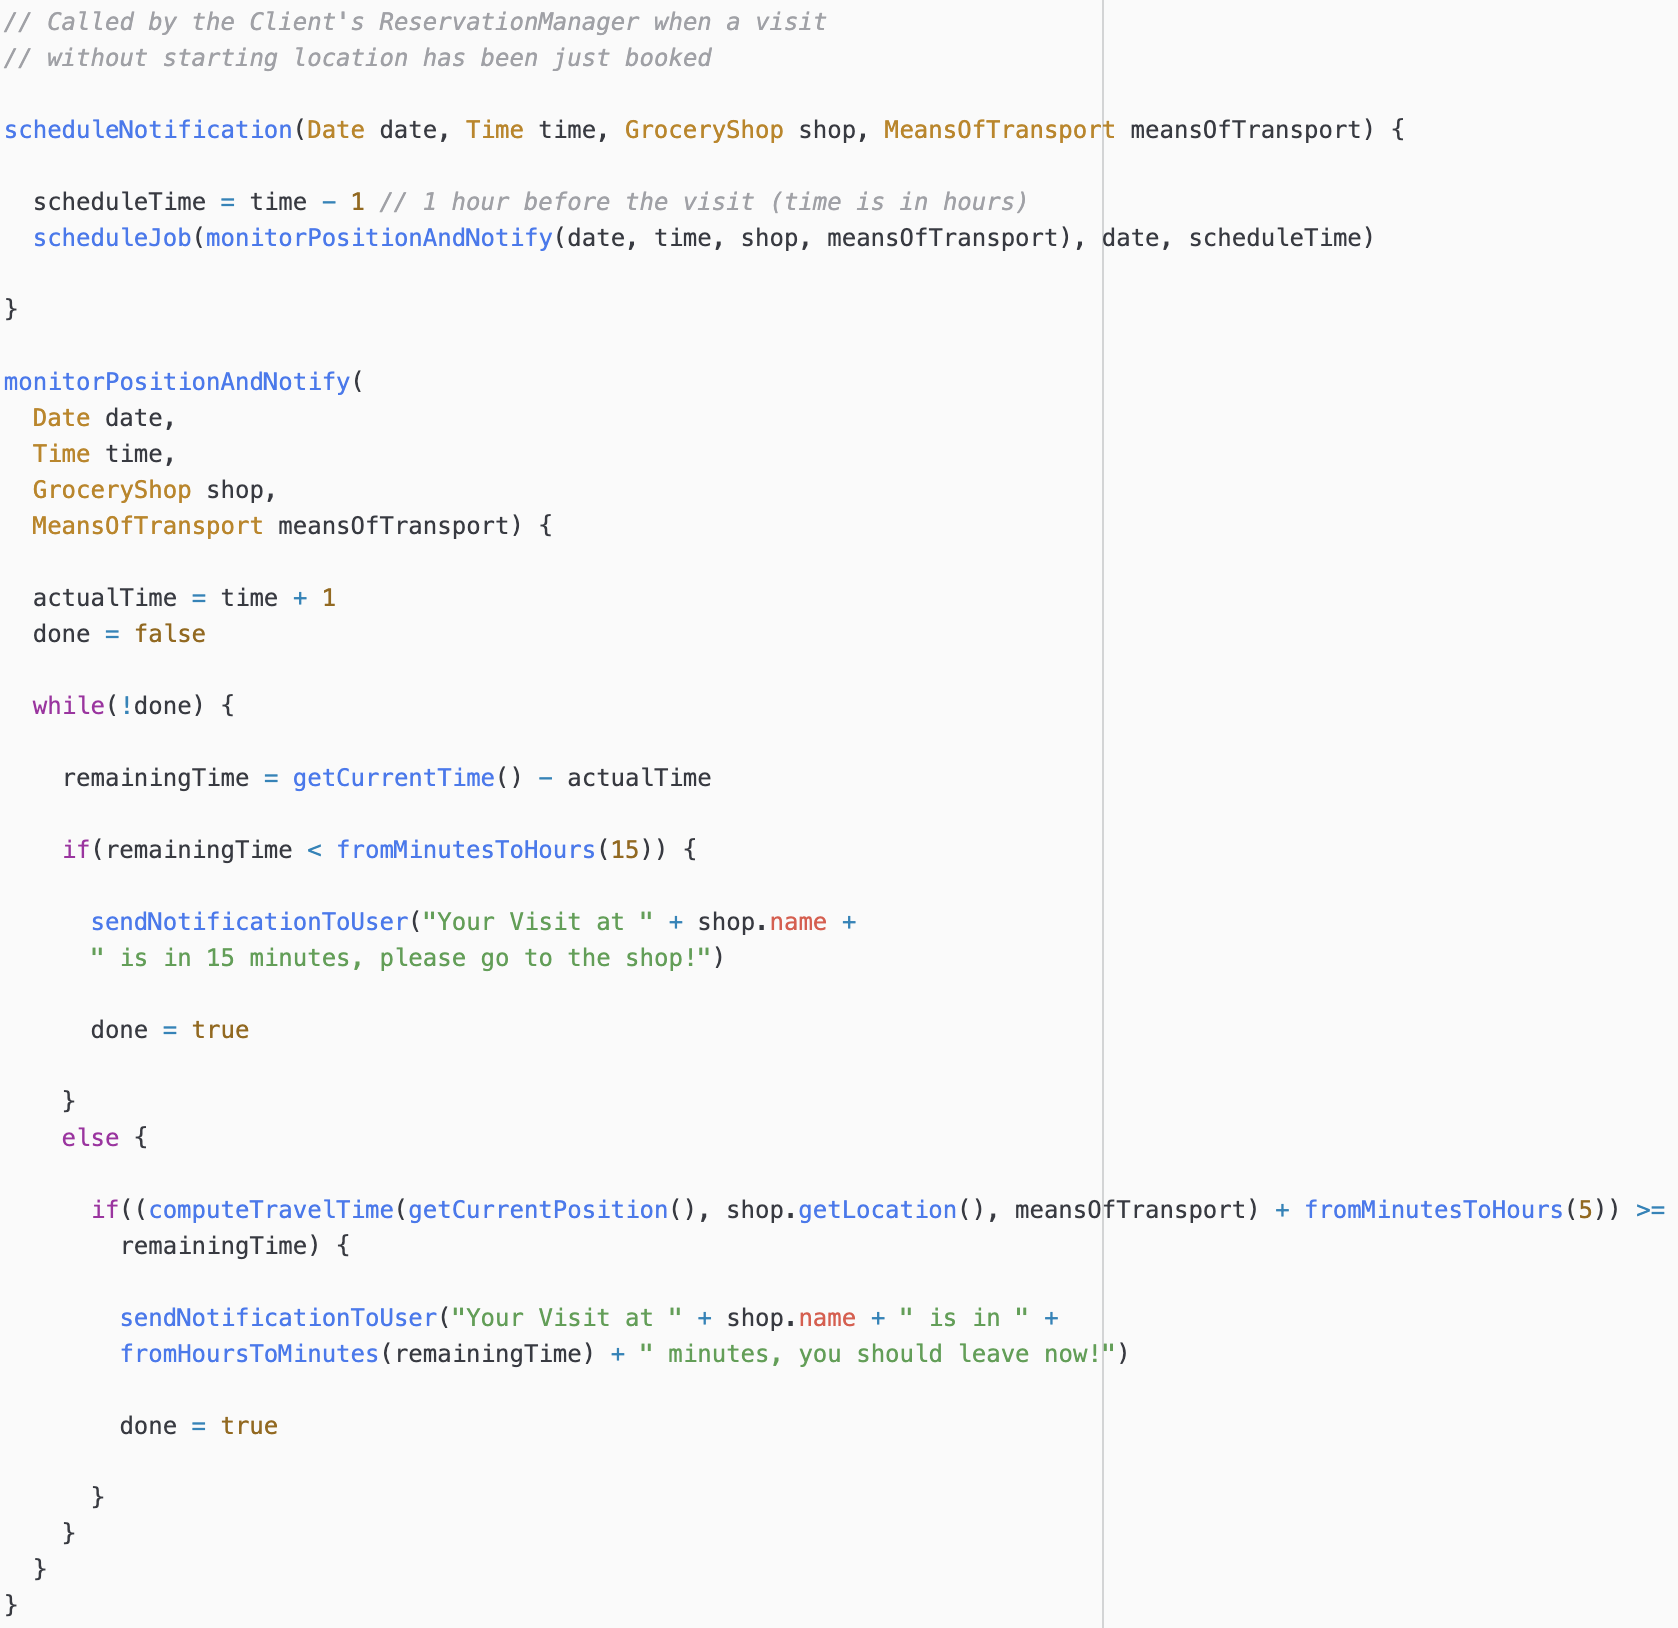 // Called by the Client's ReservationManager when a visit
// without starting location has been just booked
scheduleNotification(Date date, Time time, GroceryShop shop, MeansOfTransport meansOfTransport) {
scheduleTime = time - 1 // 1 hour before the visit (time is in hours)
scheduleJob(monitorPositionAndNotify(date, time, shop, meansOfTransport), date, scheduleTime)
}
monitorPositionAndNotify(
Date date,
Time time,
GroceryShop shop,
MeansOfTransport meansOfTransport) {
actualTime = time + 1
done = false
while(!done) {
remainingTime = getCurrentTime() - actualTime
if(remainingTime < fromMinutesToHours(15)) {
sendNotificationToUser("Your Visit at " + shop.name +
" is in 15 minutes, please go to the shop!")
done = true
}
else {
if((computeTravelTime(getCurrentPosition(), shop.getLocation(), meansOfTransport) + fromMinutesToHours(5)) >=
remainingTime) {
sendNotificationToUser("Your Visit at " + shop.name + " is in " +
fromHoursToMinutes(remainingTime) + " minutes, you should leave now!")
done = true
}
}
}
}